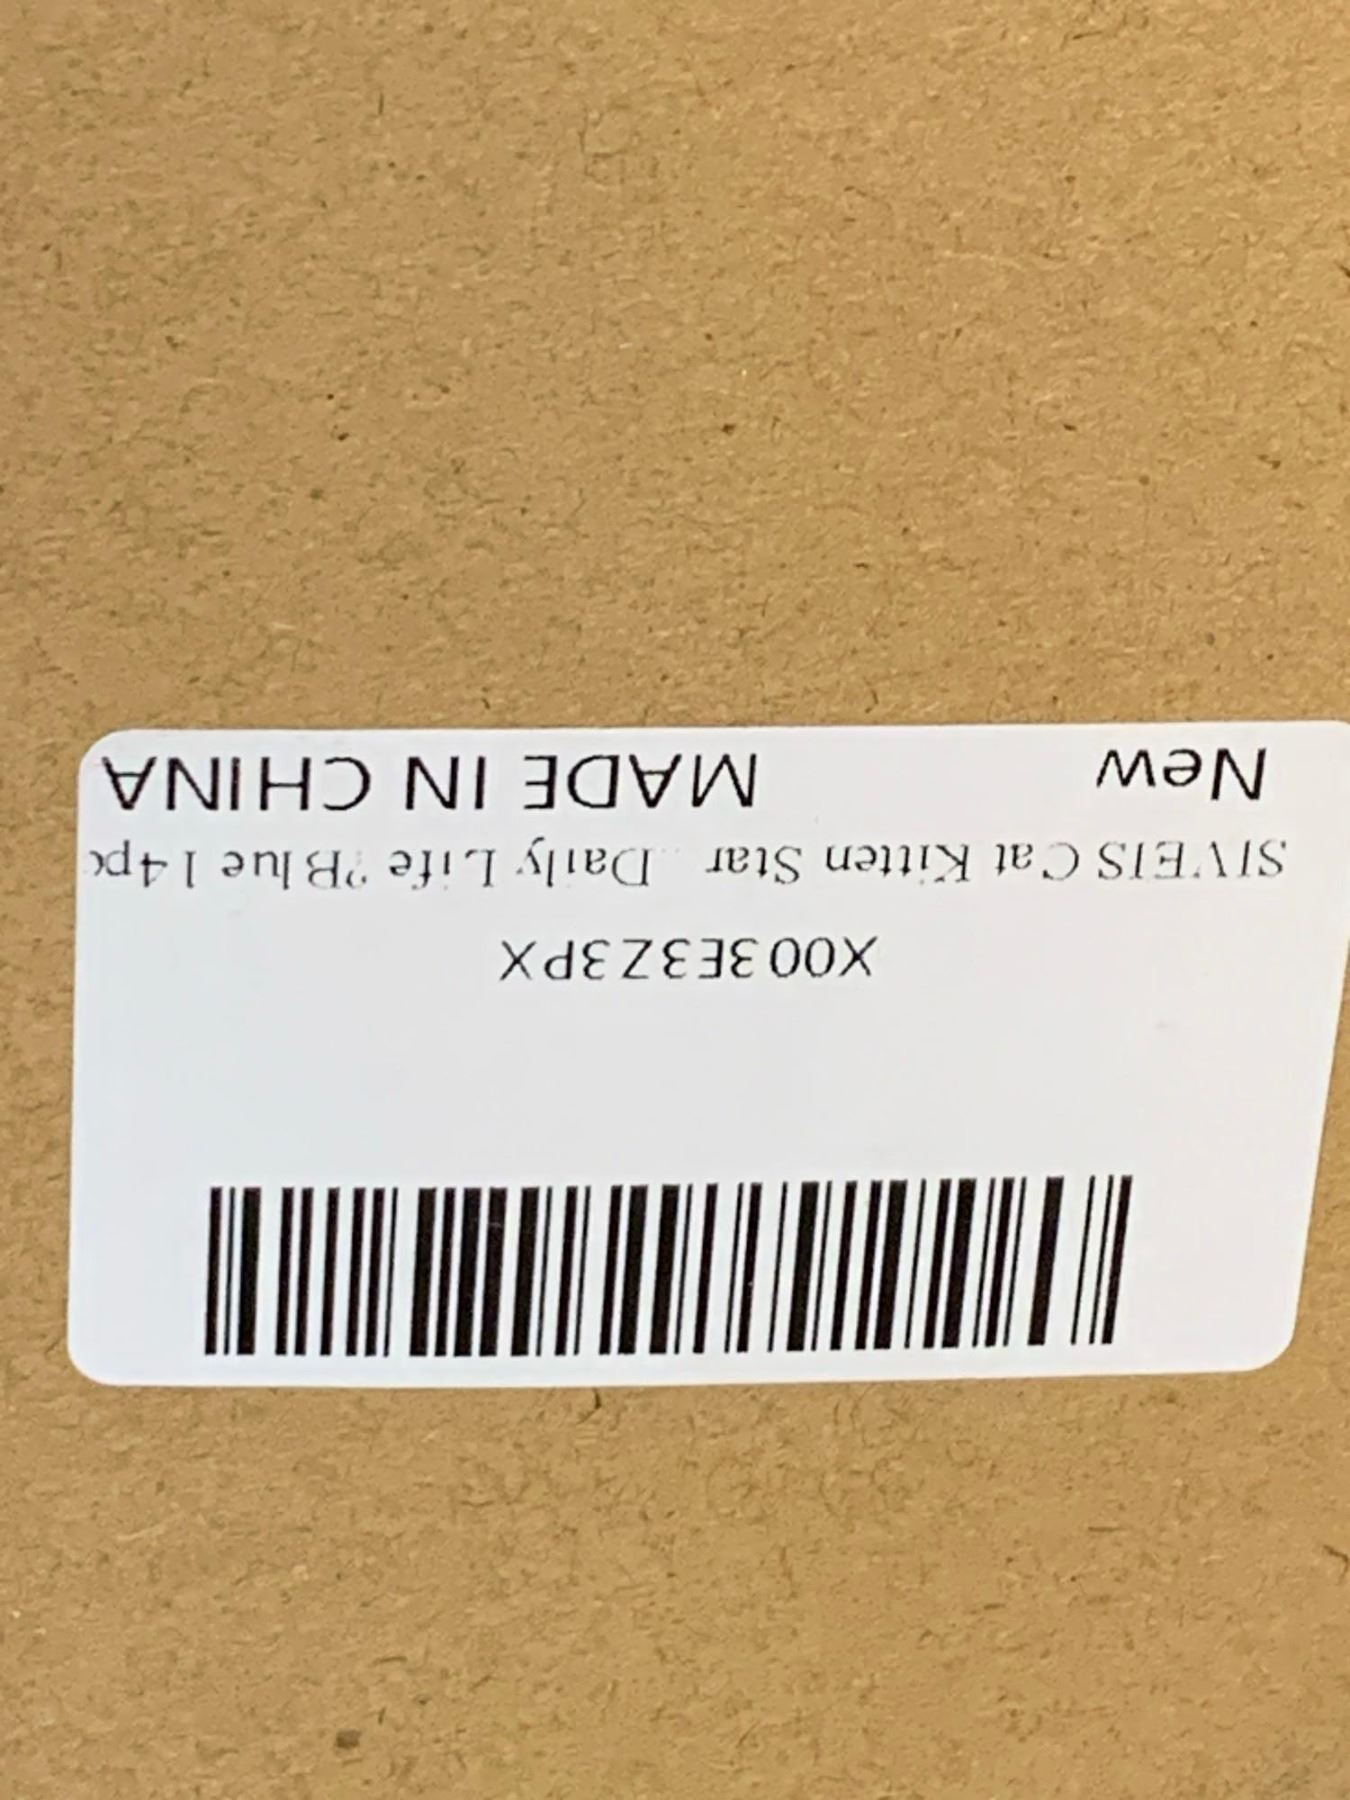 X003E3Z3PX
SIVEIS Cat Kitten Star...Daily Life ?Blue 14pc
New MADE IN CHINA